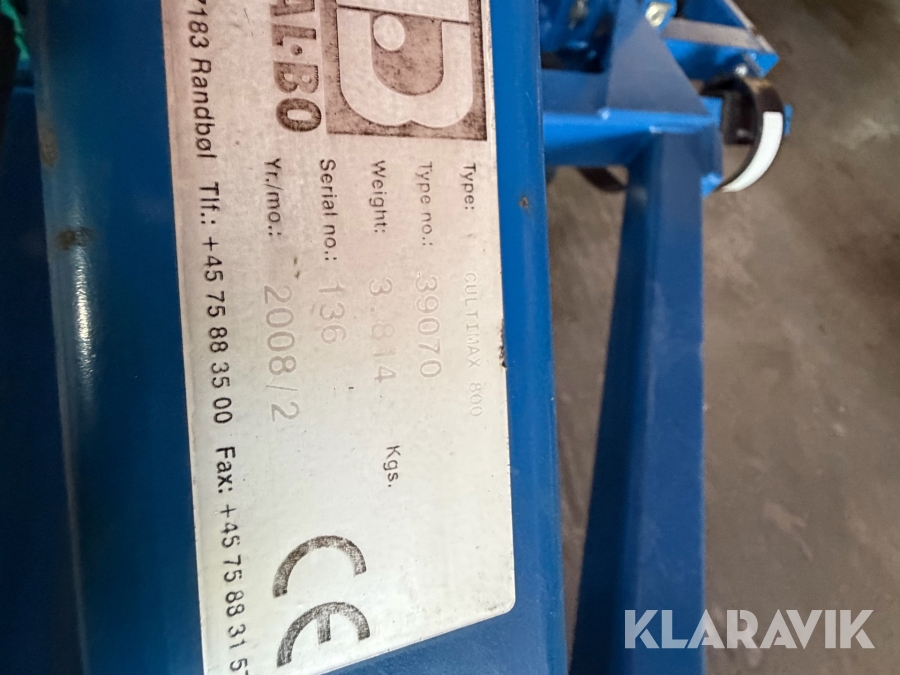 B
AL·BO
Type: CULTIMAX 800
Type no.: 39070
Weight: 3.814 Kgs.
Serial no.: 136
Yr./mo.: 2008/2
CE
7183 Randbøl Tlf.: +45 75 88 35 00 Fax: +45 75 88 31 57
KLARAVIK